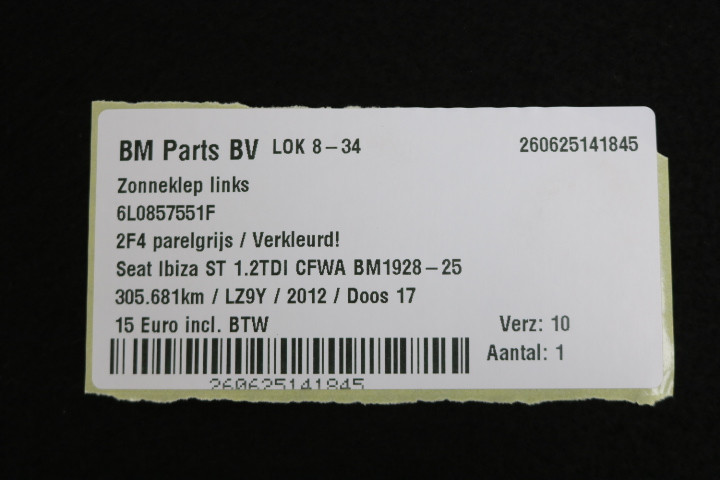 BM Parts BV LOK 8-34 260625141845
Zonneklep links
6L0857551F
2F4 parelgrijs / Verkleurd!
Seat Ibiza ST 1.2TDI CFWA BM1928-25
305.681km / LZ9Y / 2012 / Doos 17
15 Euro incl. BTW Verz: 10
Aantal: 1
260625141845